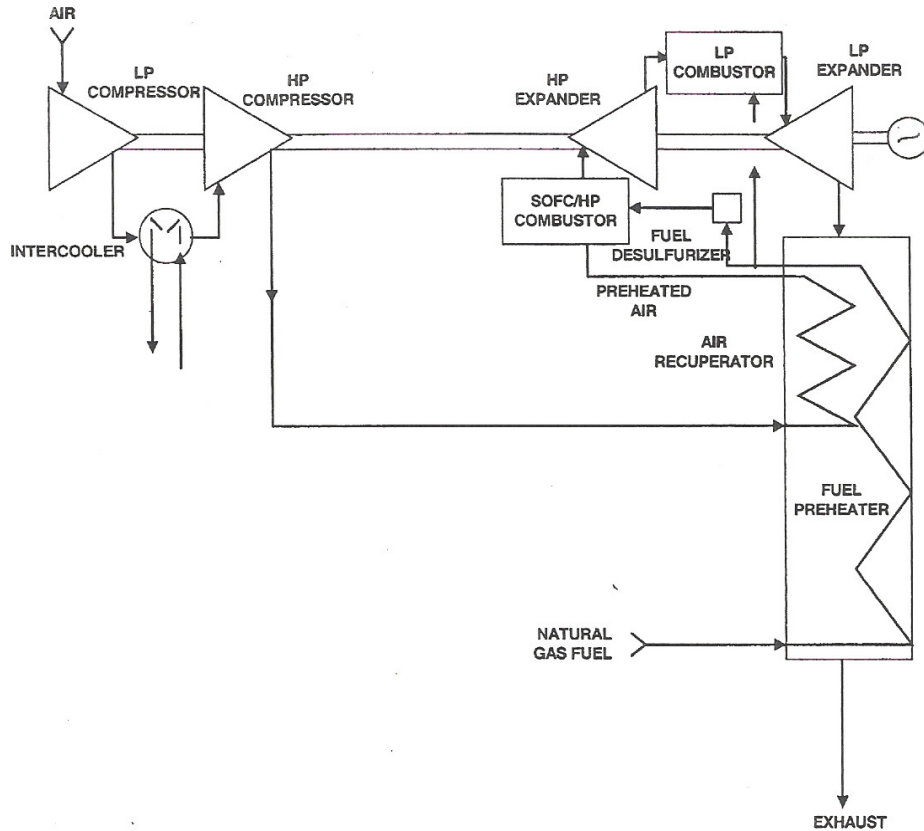 AIR
LP
COMPRESSOR
HP
COMPRESSOR
HP
EXPANDER
LP
COMBUSTOR
LP
EXPANDER
INTERCOOLER
SOFC/HP
COMBUSTOR
FUEL
DESULFURIZER
PREHEATED
AIR
AIR
RECUPERATOR
FUEL
PREHEATER
NATURAL
GAS FUEL
EXHAUST